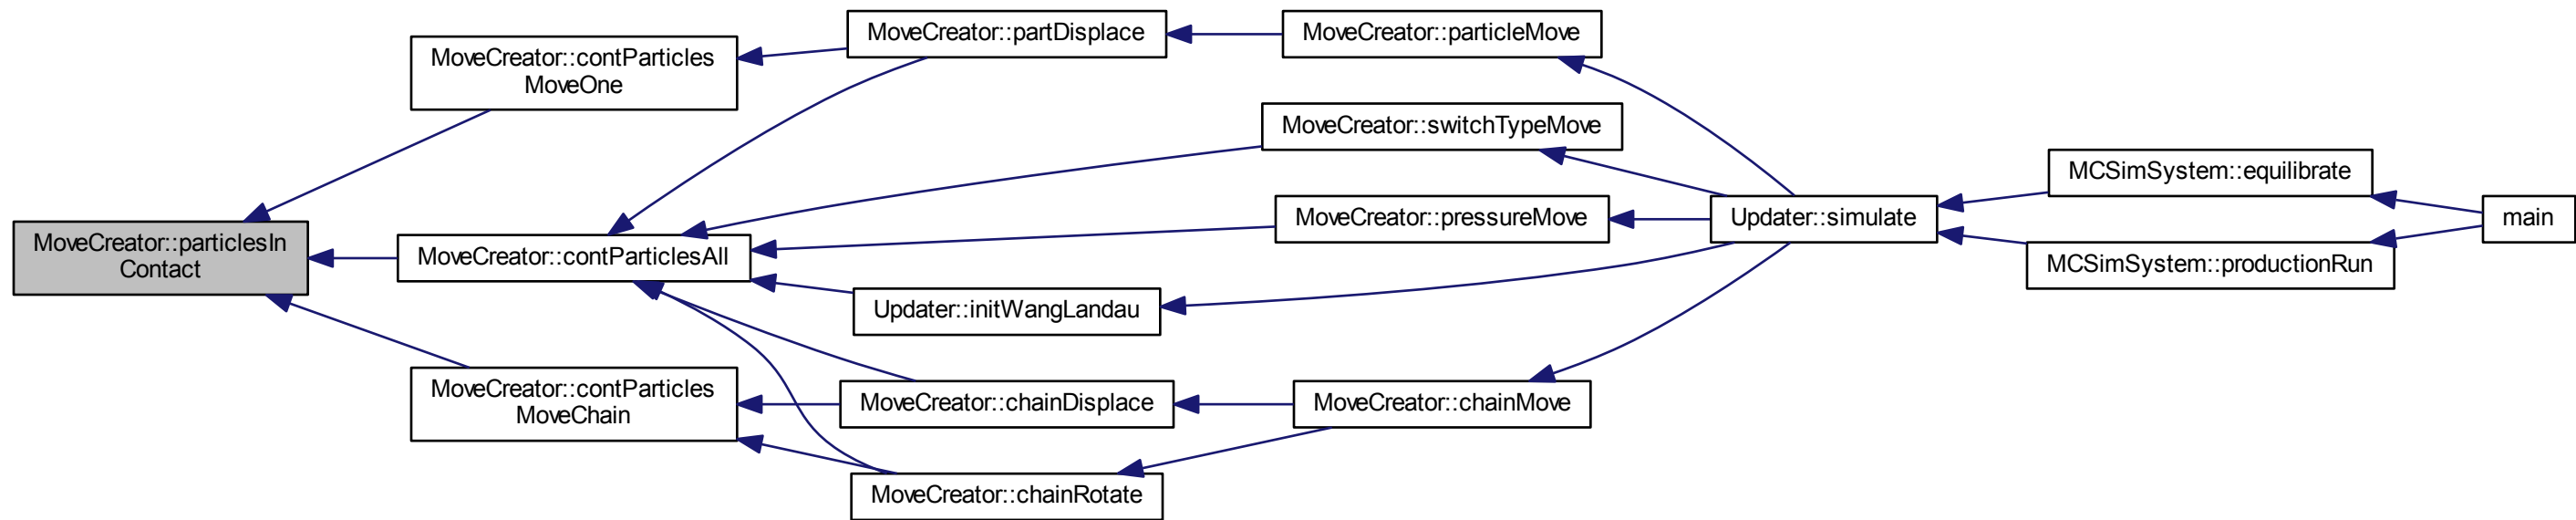 MoveCreator::particlesIn
Contact
MoveCreator::contParticles
MoveOne
MoveCreator::contParticlesAll
MoveCreator::contParticles
MoveChain
MoveCreator::partDisplace
Updater::initWangLandau
MoveCreator::chainDisplace
MoveCreator::chainRotate
MoveCreator::particleMove
MoveCreator::switchTypeMove
MoveCreator::pressureMove
MoveCreator::chainMove
Updater::simulate
MCSimSystem::equilibrate
MCSimSystem::productionRun
main